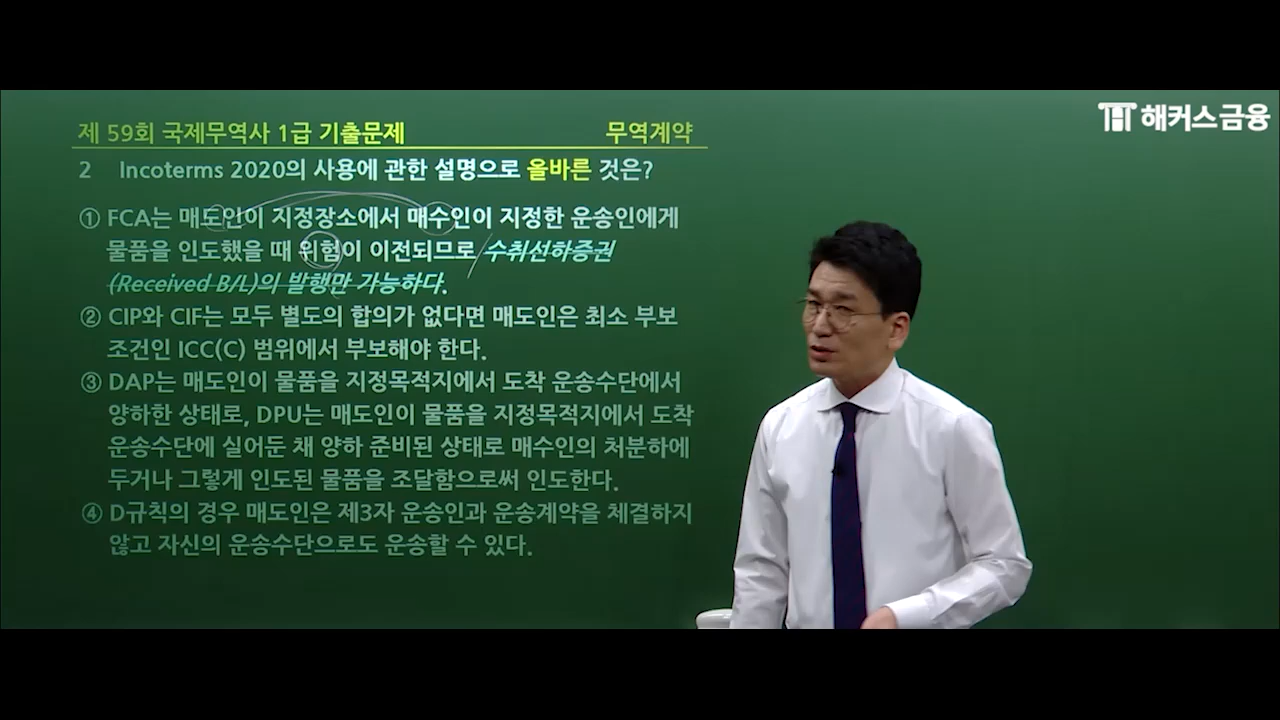 해커스금융
제 59회 국제무역사 1급 기출문제 무역계약
2 Incoterms 2020의 사용에 관한 설명으로 올바른 것은?
① FCA는 매도인이 지정장소에서 매수인이 지정한 운송인에게
물품을 인도했을 때 위험이 이전되므로 수취선하증권
(Received B/L)의 발행만 가능하다.
② CIP와 CIF는 모두 별도의 합의가 없다면 매도인은 최소 부보
조건인 ICC(C) 범위에서 부보해야 한다.
③ DAP는 매도인이 물품을 지정목적지에서 도착 운송수단에서
양하한 상태로, DPU는 매도인이 물품을 지정목적지에서 도착
운송수단에 실어둔 채 양하 준비된 상태로 매수인의 처분하에
두거나 그렇게 인도된 물품을 조달함으로써 인도한다.
④ D규칙의 경우 매도인은 제3자 운송인과 운송계약을 체결하지
않고 자신의 운송수단으로도 운송할 수 있다.